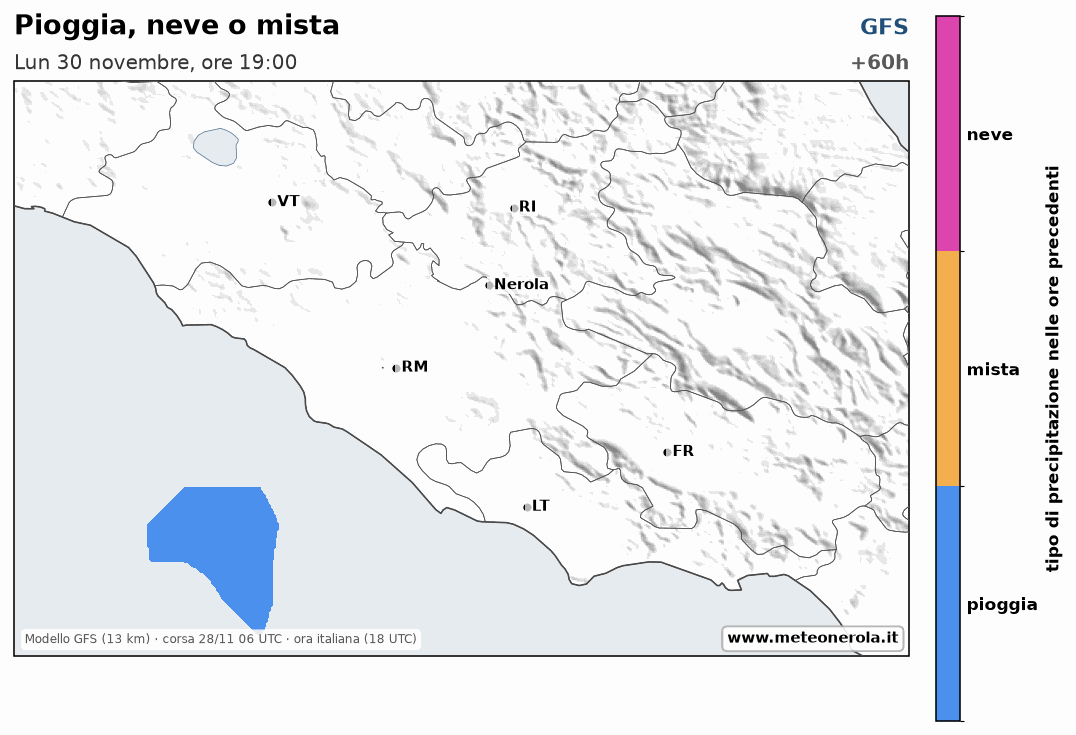 Pioggia, neve o mista
GFS
Lun 30 novembre, ore 19:00
+60h
neve
VT
RI
Nerola
RM
mista
FR
LT
pioggia
tipo di precipitazione nelle ore precedenti
Modello GFS (13 km) · corsa 28/11 06 UTC · ora italiana (18 UTC)
www.meteonerola.it